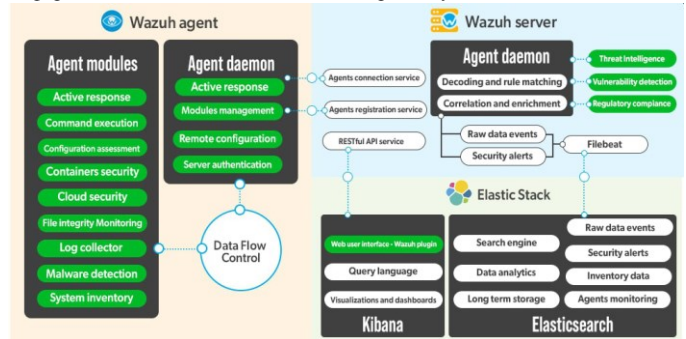 Wazuh agent
Agent modules
Active response
Command execution
Configuration assessment
Containers security
Cloud security
File integrity Monitoring
Log collector
Malware detection
System inventory
Agent daemon
Active response
Modules management
Remote configuration
Server authentication
Data Flow
Control
Wazuh server
Agents connection service
Agents registration service
RESTful API service
Agent daemon
Decoding and rule matching
Correlation and enrichment
Threat Intelligence
Vulnerability detection
Regulatory compiance
Raw data events
Security alerts
Filebeat
Elastic Stack
Web user interface - Wazuh plugin
Query language
Visualizations and dashboards
Kibana
Search engine
Data analytics
Long term storage
Raw data events
Security alerts
Inventory data
Agents monitoring
Elasticsearch